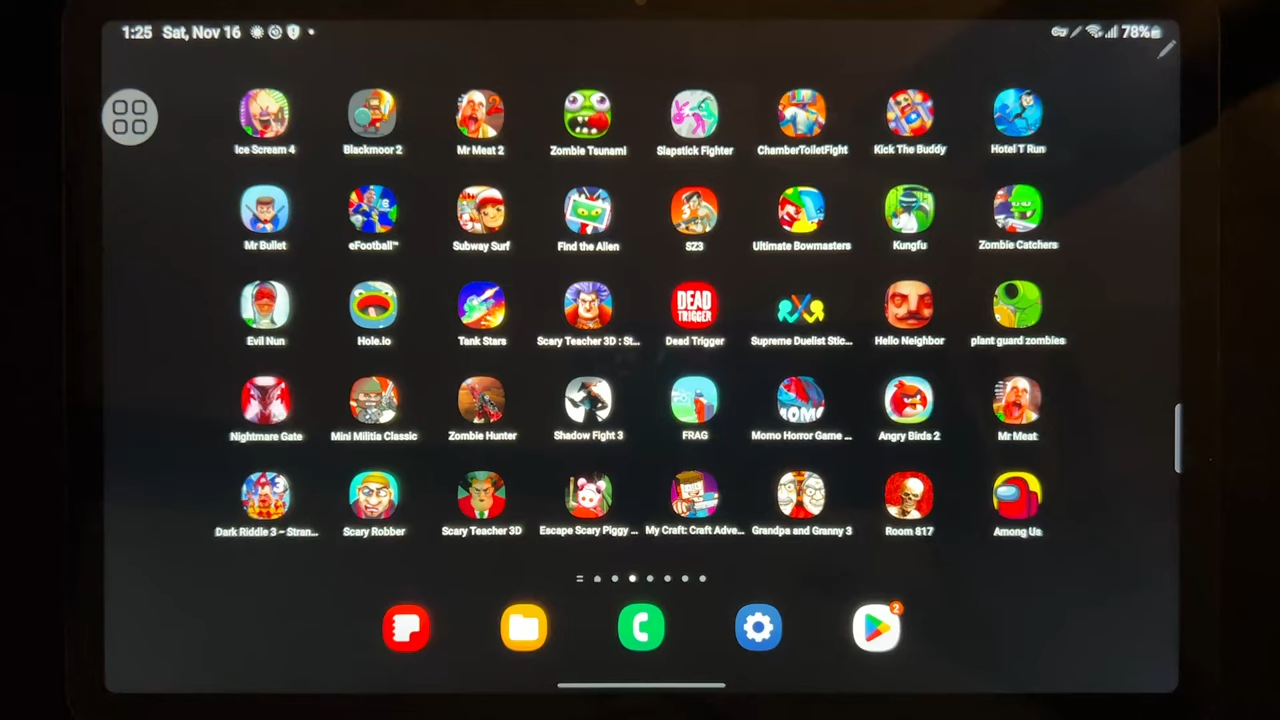 1:25 Sat, Nov 16
78%
Ice Scream 4
Blackmoor 2
Mr Meat 2
Zombie Tsunami
Slapstick Fighter
ChamberToiletFight
Kick The Buddy
Hotel T Run
Mr Bullet
eFootball™
Subway Surf
Find the Alien
SZ3
Ultimate Bowmasters
Kungfu
Zombie Catchers
Evil Nun
Hole.io
Tank Stars
Scary Teacher 3D : St...
DEAD
TRIGGER
Dead Trigger
Supreme Duelist Stic...
Hello Neighbor
plant guard zombies
Nightmare Gate
Mini Militia Classic
Zombie Hunter
Shadow Fight 3
FRAG
MOMO
Momo Horror Game ...
Angry Birds 2
Mr Meat
3
Dark Riddle 3 - Stran...
Scary Robber
Scary Teacher 3D
Escape Scary Piggy ...
My Craft: Craft Adve...
Grandpa and Granny 3
Room 817
Among Us
2